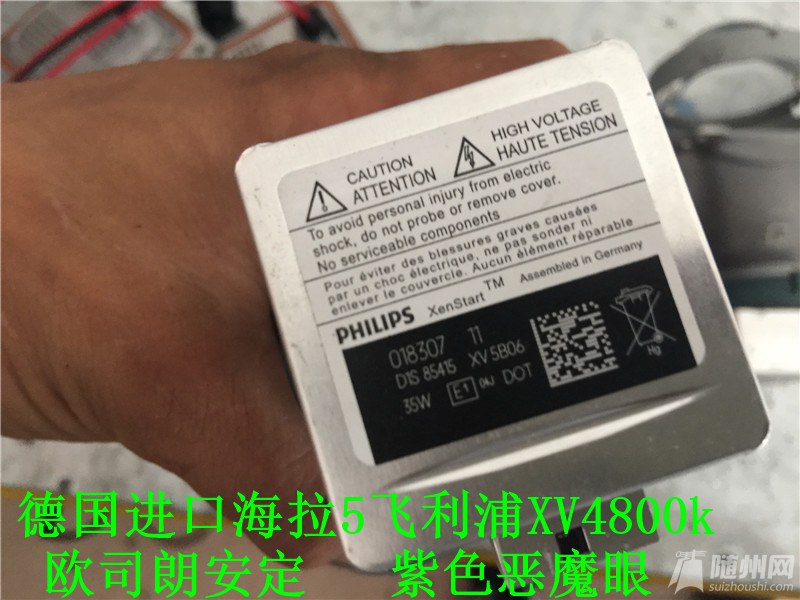 CAUTION
ATTENTION
HIGH VOLTAGE
HAUTE TENSION
To avoid personal injury from electric
shock, do not probe or remove cover.
No serviceable components
Pour éviter des blessures graves causées
par un choc électrique, ne pas sonder ni
enlever le couvercle. Aucun élément réparable
PHILIPS XenStart™ Assembled in Germany
018307 11
D1S 85415 XV 5B06
35W E1 DOT
Hg
德国进口海拉5飞利浦XV4800k
欧司朗安定 紫色恶魔眼
随州网
suizhoushi.com